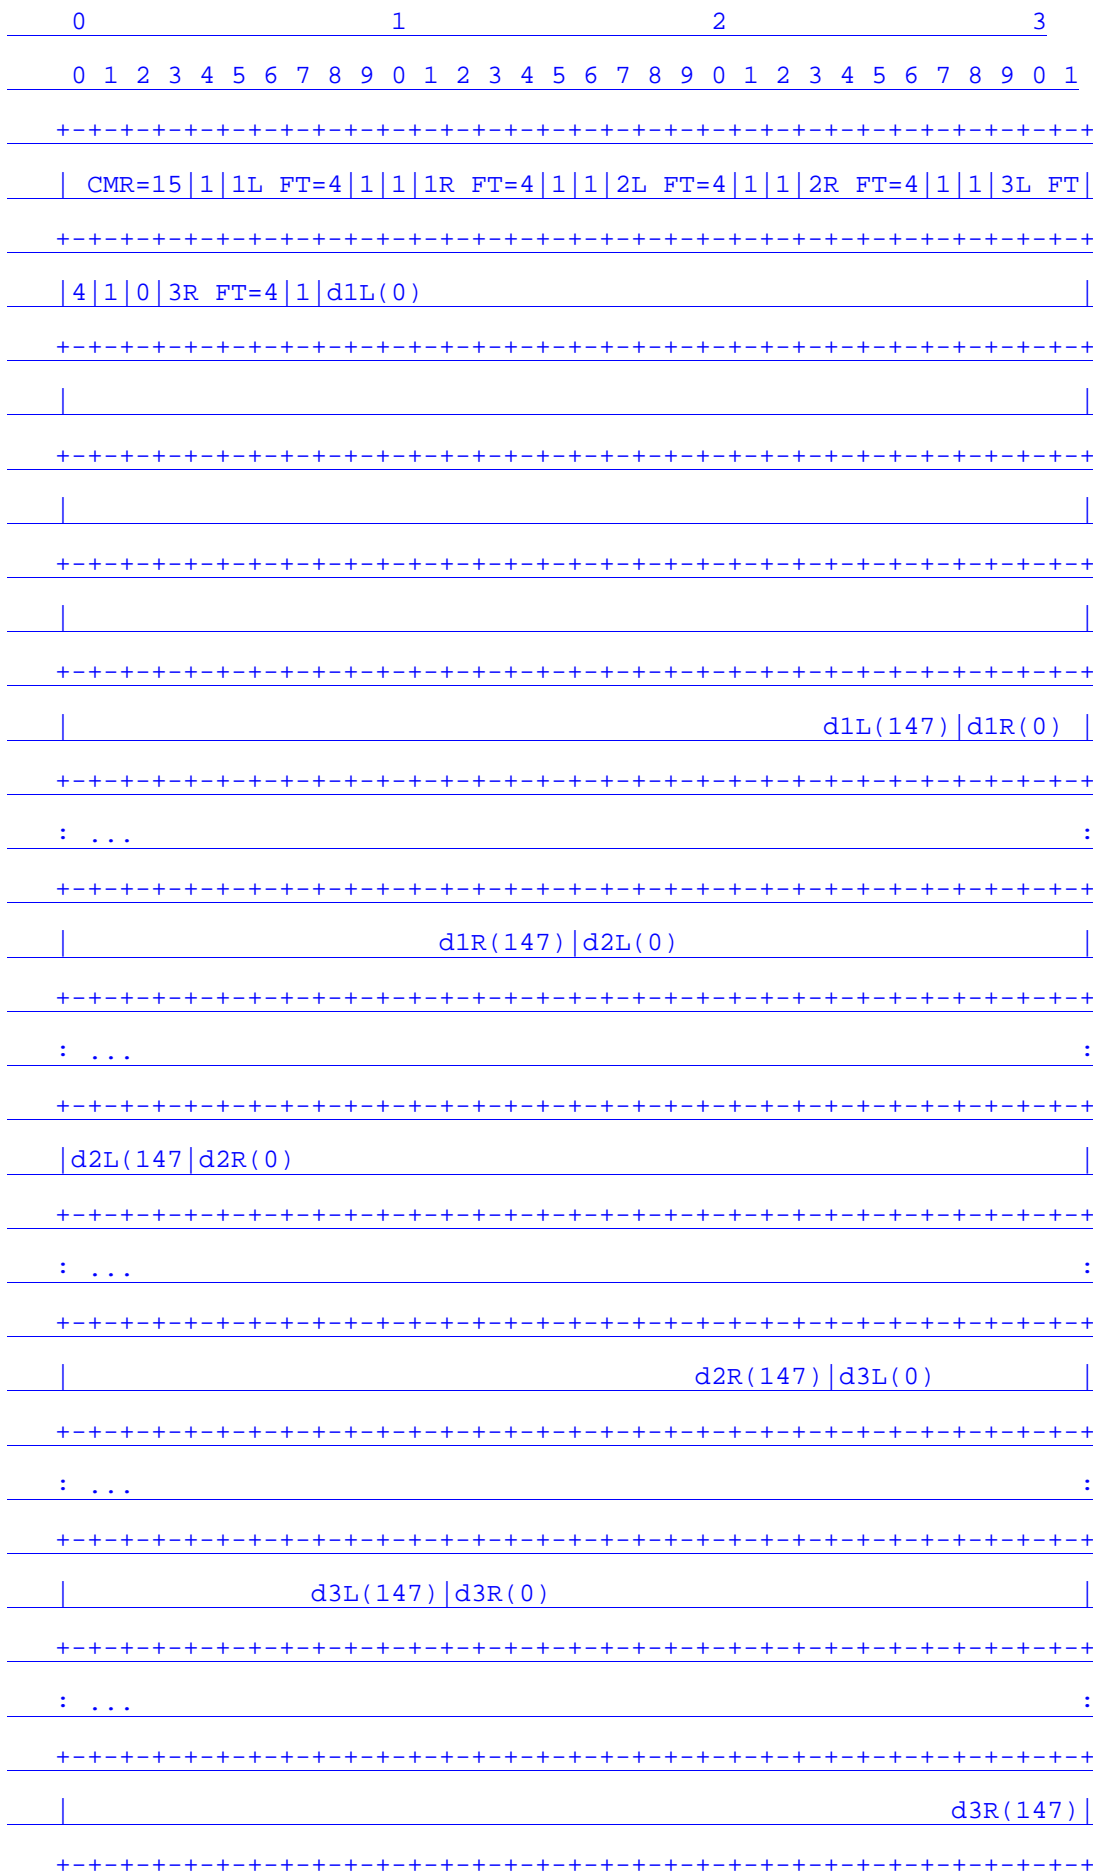 0                   1                   2                   3
0 1 2 3 4 5 6 7 8 9 0 1 2 3 4 5 6 7 8 9 0 1 2 3 4 5 6 7 8 9 0 1
+-+-+-+-+-+-+-+-+-+-+-+-+-+-+-+-+-+-+-+-+-+-+-+-+-+-+-+-+-+-+-+-+
| CMR=15|1|1L FT=4|1|1|1R FT=4|1|1|2L FT=4|1|1|2R FT=4|1|1|3L FT|
+-+-+-+-+-+-+-+-+-+-+-+-+-+-+-+-+-+-+-+-+-+-+-+-+-+-+-+-+-+-+-+-+
|4|1|0|3R FT=4|1|d1L(0)                                         |
+-+-+-+-+-+-+-+-+-+-+-+-+-+-+-+-+-+-+-+-+-+-+-+-+-+-+-+-+-+-+-+-+
|                                                               |
+-+-+-+-+-+-+-+-+-+-+-+-+-+-+-+-+-+-+-+-+-+-+-+-+-+-+-+-+-+-+-+-+
|                                                               |
+-+-+-+-+-+-+-+-+-+-+-+-+-+-+-+-+-+-+-+-+-+-+-+-+-+-+-+-+-+-+-+-+
|                                                               |
+-+-+-+-+-+-+-+-+-+-+-+-+-+-+-+-+-+-+-+-+-+-+-+-+-+-+-+-+-+-+-+-+
|                                               d1L(147)|d1R(0) |
+-+-+-+-+-+-+-+-+-+-+-+-+-+-+-+-+-+-+-+-+-+-+-+-+-+-+-+-+-+-+-+-+
: ...                                                           :
+-+-+-+-+-+-+-+-+-+-+-+-+-+-+-+-+-+-+-+-+-+-+-+-+-+-+-+-+-+-+-+-+
|                       d1R(147)|d2L(0)                         |
+-+-+-+-+-+-+-+-+-+-+-+-+-+-+-+-+-+-+-+-+-+-+-+-+-+-+-+-+-+-+-+-+
: ...                                                           :
+-+-+-+-+-+-+-+-+-+-+-+-+-+-+-+-+-+-+-+-+-+-+-+-+-+-+-+-+-+-+-+-+
|d2L(147|d2R(0)                                                 |
+-+-+-+-+-+-+-+-+-+-+-+-+-+-+-+-+-+-+-+-+-+-+-+-+-+-+-+-+-+-+-+-+
: ...                                                           :
+-+-+-+-+-+-+-+-+-+-+-+-+-+-+-+-+-+-+-+-+-+-+-+-+-+-+-+-+-+-+-+-+
|                                       d2R(147)|d3L(0)         |
+-+-+-+-+-+-+-+-+-+-+-+-+-+-+-+-+-+-+-+-+-+-+-+-+-+-+-+-+-+-+-+-+
: ...                                                           :
+-+-+-+-+-+-+-+-+-+-+-+-+-+-+-+-+-+-+-+-+-+-+-+-+-+-+-+-+-+-+-+-+
|               d3L(147)|d3R(0)                                 |
+-+-+-+-+-+-+-+-+-+-+-+-+-+-+-+-+-+-+-+-+-+-+-+-+-+-+-+-+-+-+-+-+
: ...                                                           :
+-+-+-+-+-+-+-+-+-+-+-+-+-+-+-+-+-+-+-+-+-+-+-+-+-+-+-+-+-+-+-+-+
|                                                       d3R(147)|
+-+-+-+-+-+-+-+-+-+-+-+-+-+-+-+-+-+-+-+-+-+-+-+-+-+-+-+-+-+-+-+-+